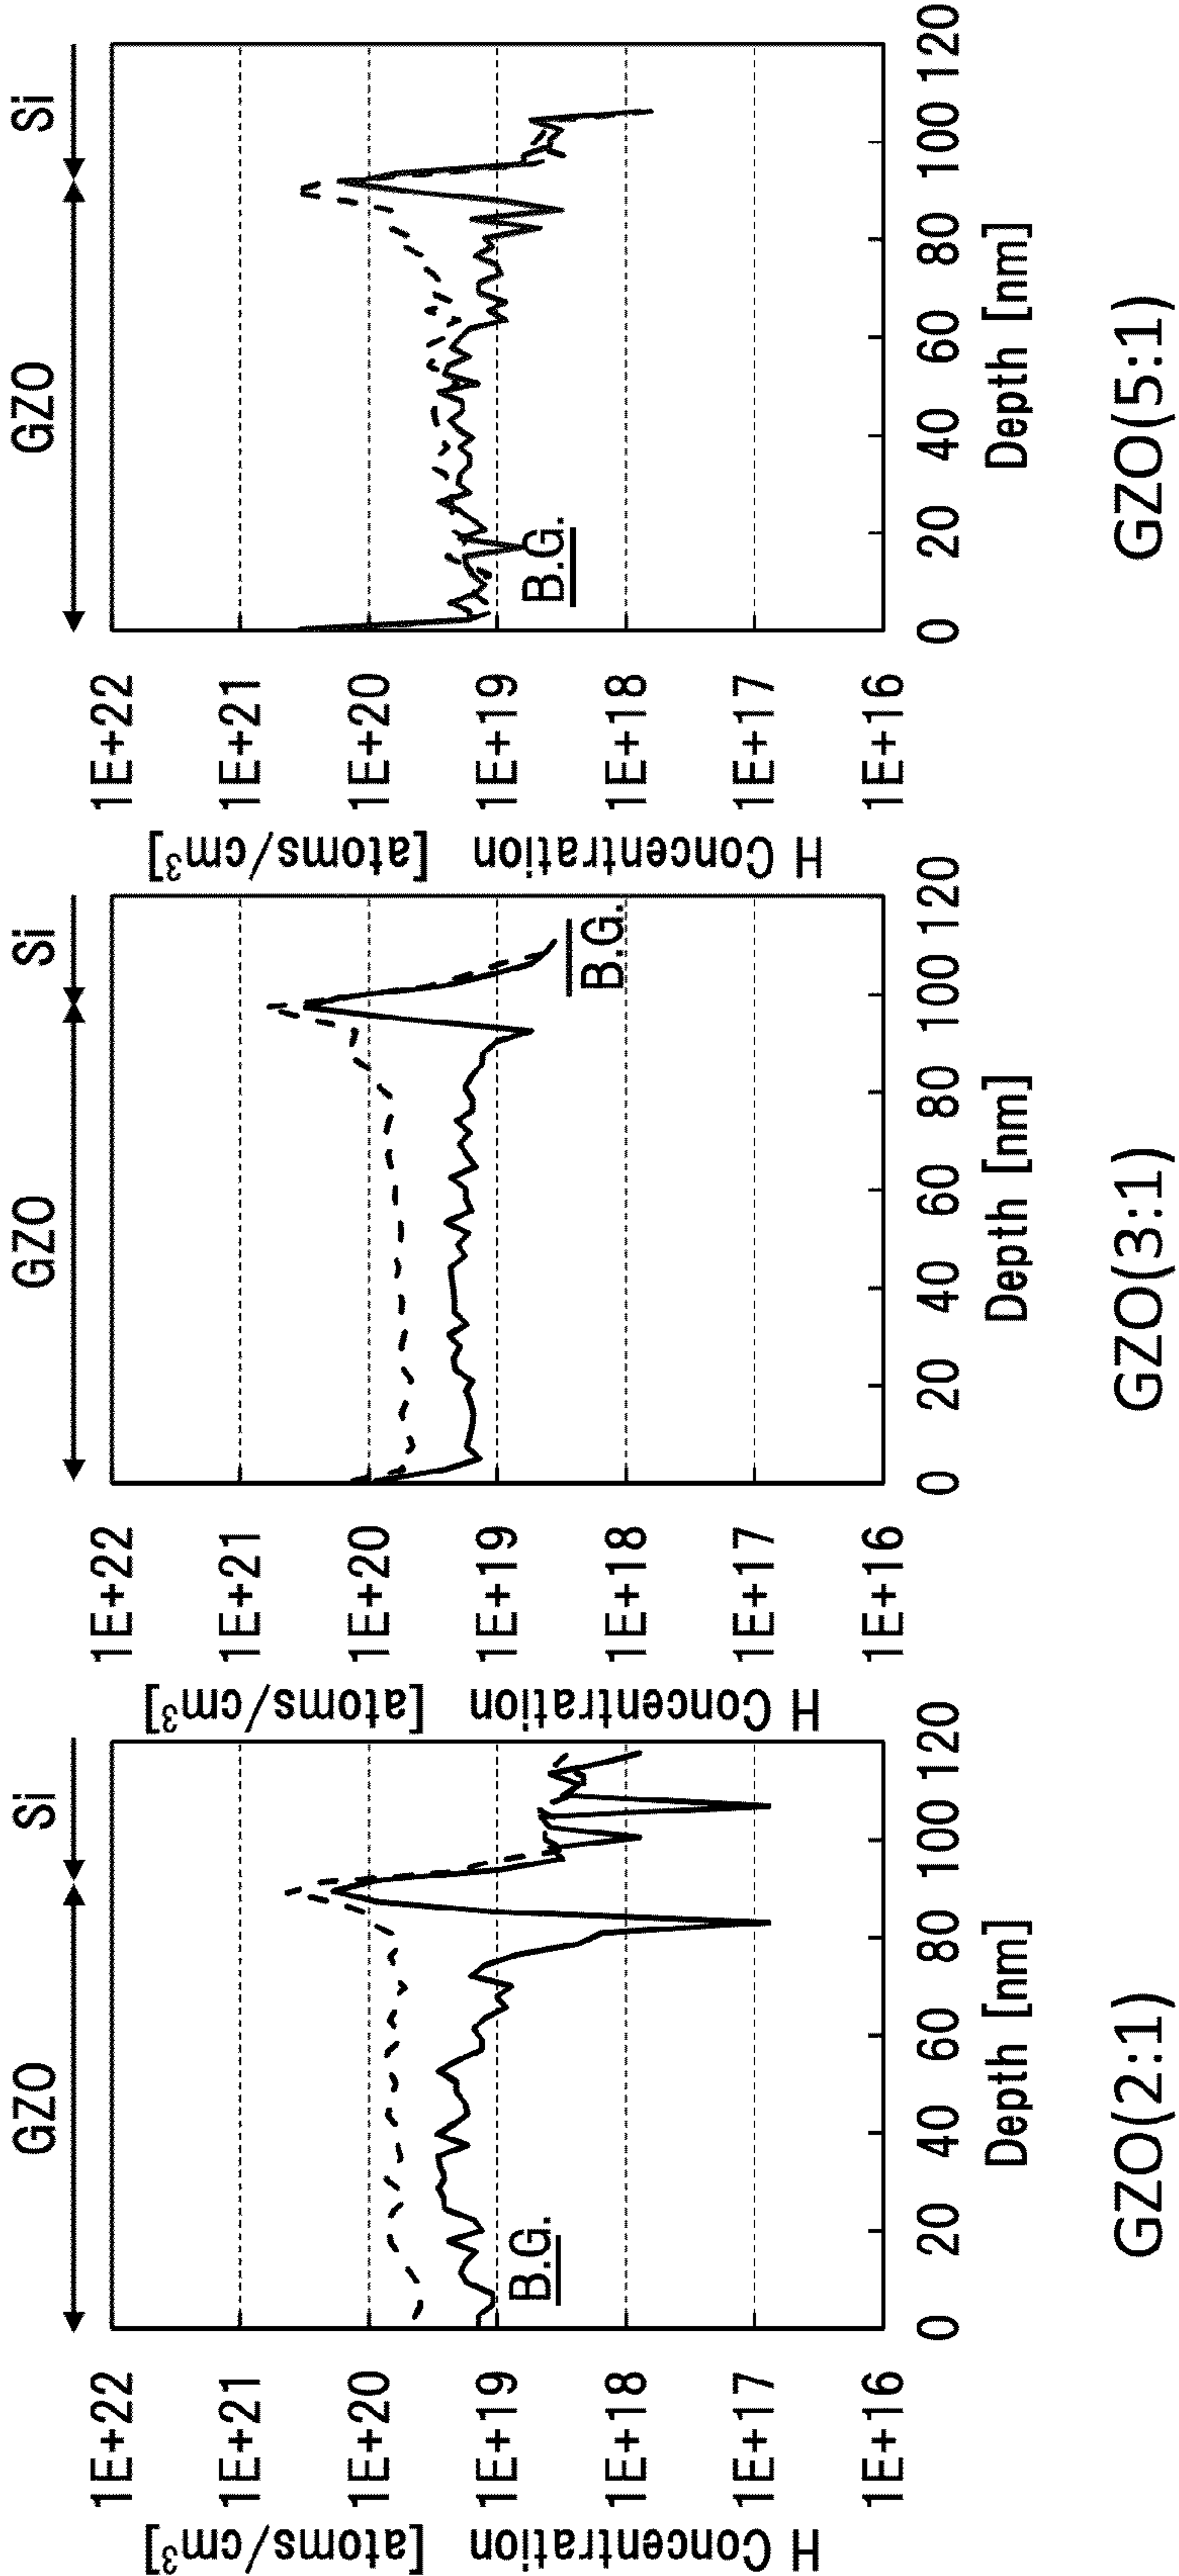 GZO Si
H Concentration [atoms/cm³]
1E+22
1E+21
1E+20
1E+19
1E+18
1E+17
1E+16
B.G.
0 20 40 60 80 100 120
Depth [nm]
GZO(2:1)
GZO Si
H Concentration [atoms/cm³]
1E+22
1E+21
1E+20
1E+19
1E+18
1E+17
1E+16
B.G.
0 20 40 60 80 100 120
Depth [nm]
GZO(3:1)
GZO Si
H Concentration [atoms/cm³]
1E+22
1E+21
1E+20
1E+19
1E+18
1E+17
1E+16
B.G.
0 20 40 60 80 100 120
Depth [nm]
GZO(5:1)